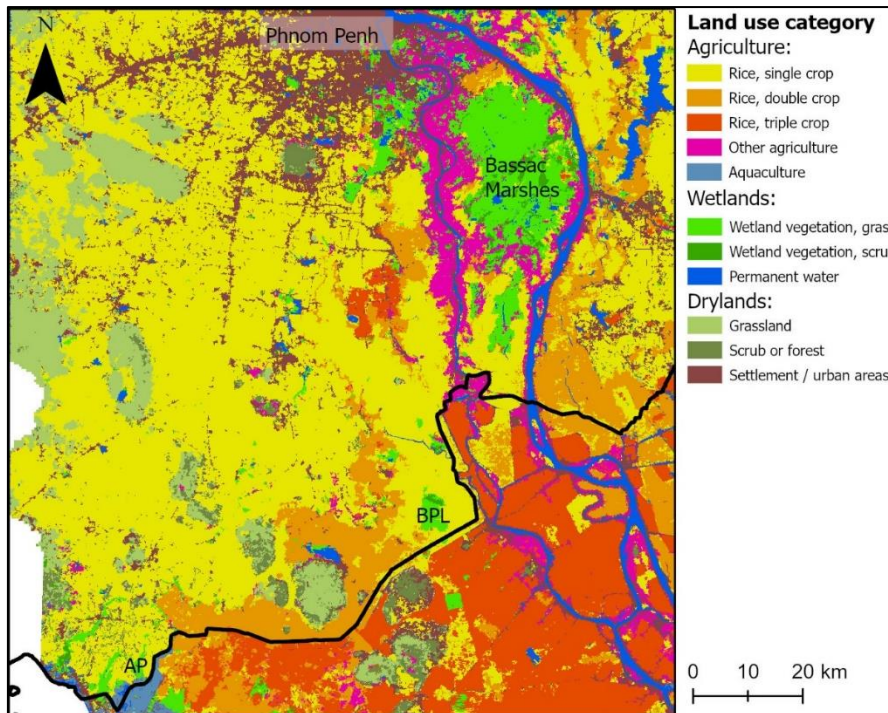 N
Phnom Penh
Bassac
Marshes
BPL
AP
Land use category
Agriculture:
Rice, single crop
Rice, double crop
Rice, triple crop
Other agriculture
Aquaculture
Wetlands:
Wetland vegetation, gras
Wetland vegetation, scru
Permanent water
Drylands:
Grassland
Scrub or forest
Settlement / urban areas
0 10 20 km